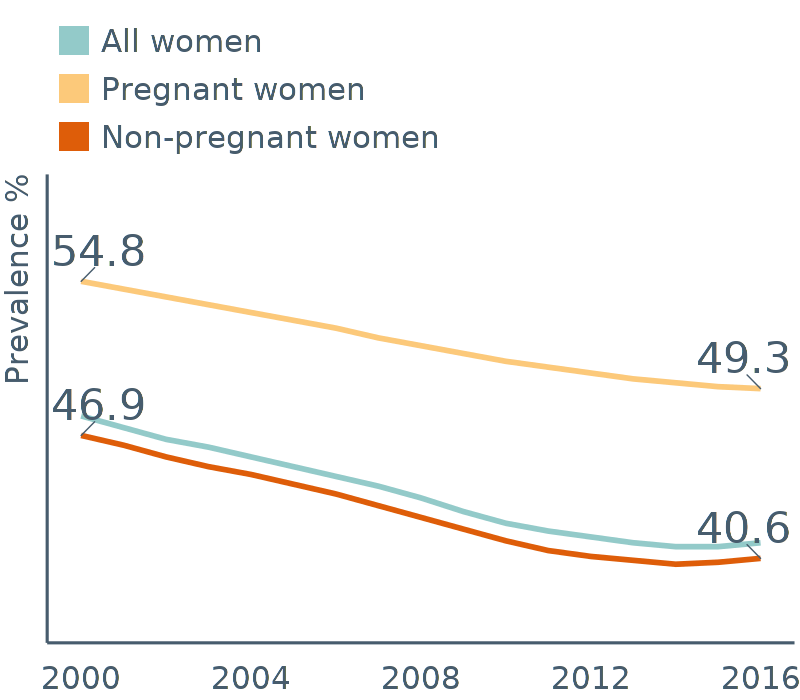 All women
Pregnant women
Non-pregnant women
Prevalence %
54.8
49.3
46.9
40.6
2000 2004 2008 2012 2016